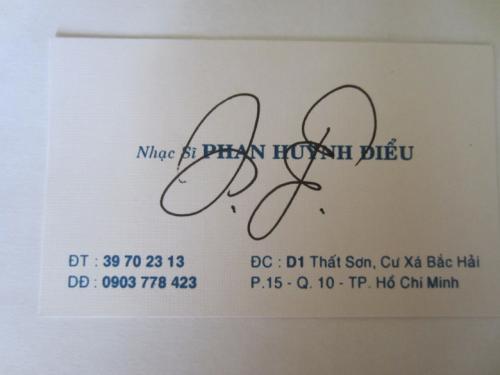 Nhạc Sĩ PHAN HUỲNH ĐIỂU
ĐT : 39 70 23 13
DĐ : 0903 778 423
ĐC : D1 Thất Sơn, Cư Xá Bắc Hải
P.15 - Q. 10 - TP. Hồ Chí Minh